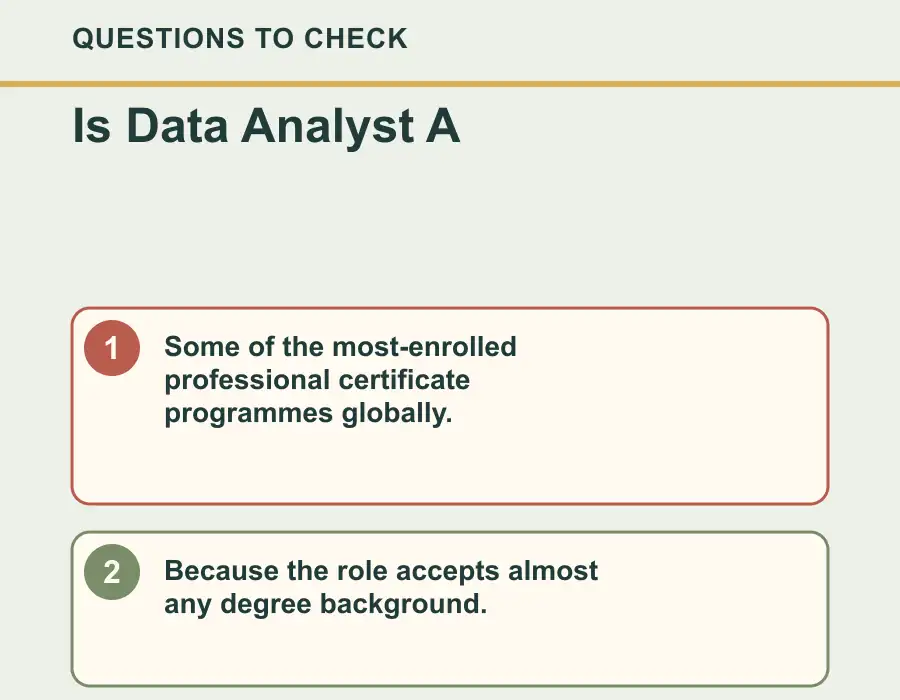 QUESTIONS TO CHECK
Is Data Analyst A
1
Some of the most-enrolled
professional certificate
programmes globally.
2
Because the role accepts almost
any degree background.